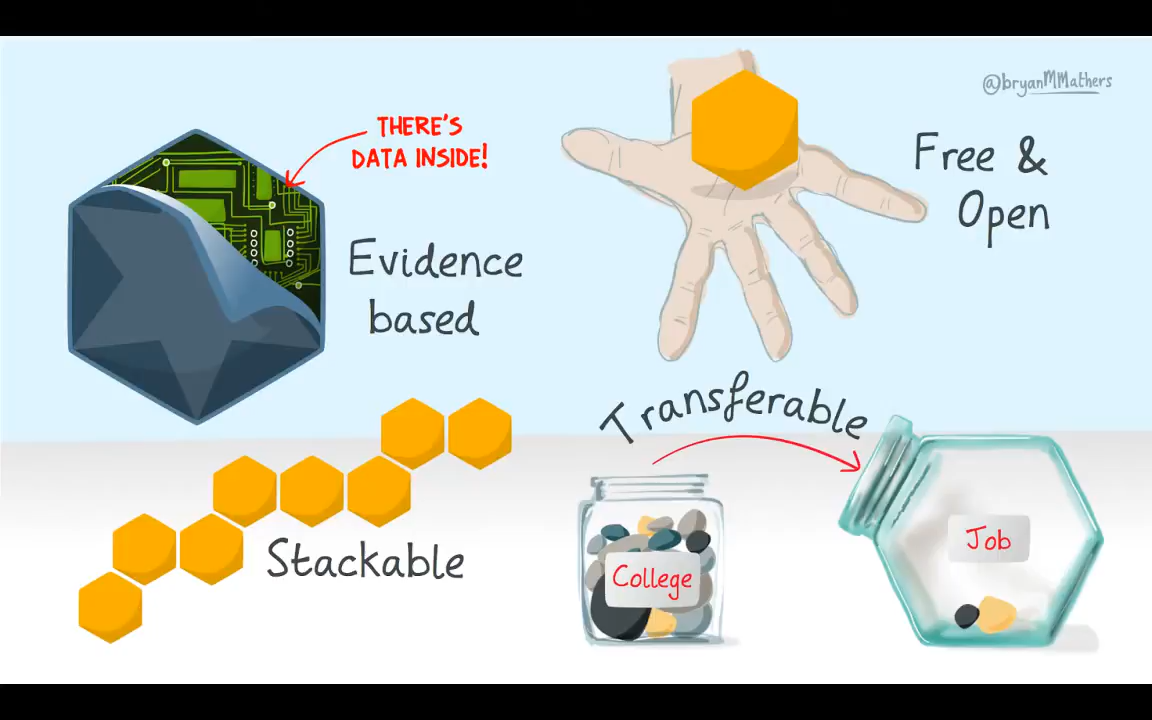 @bryanMMathers
THERE'S
DATA INSIDE!
Free &
Open
Evidence
based
Transferable
Stackable
College
Job